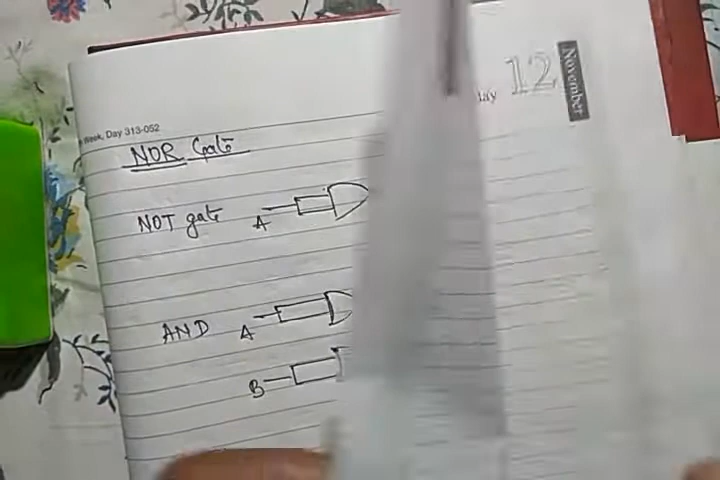 12 November
Week, Day 313-052
NOR Gate
NOT gate A
AND A
B